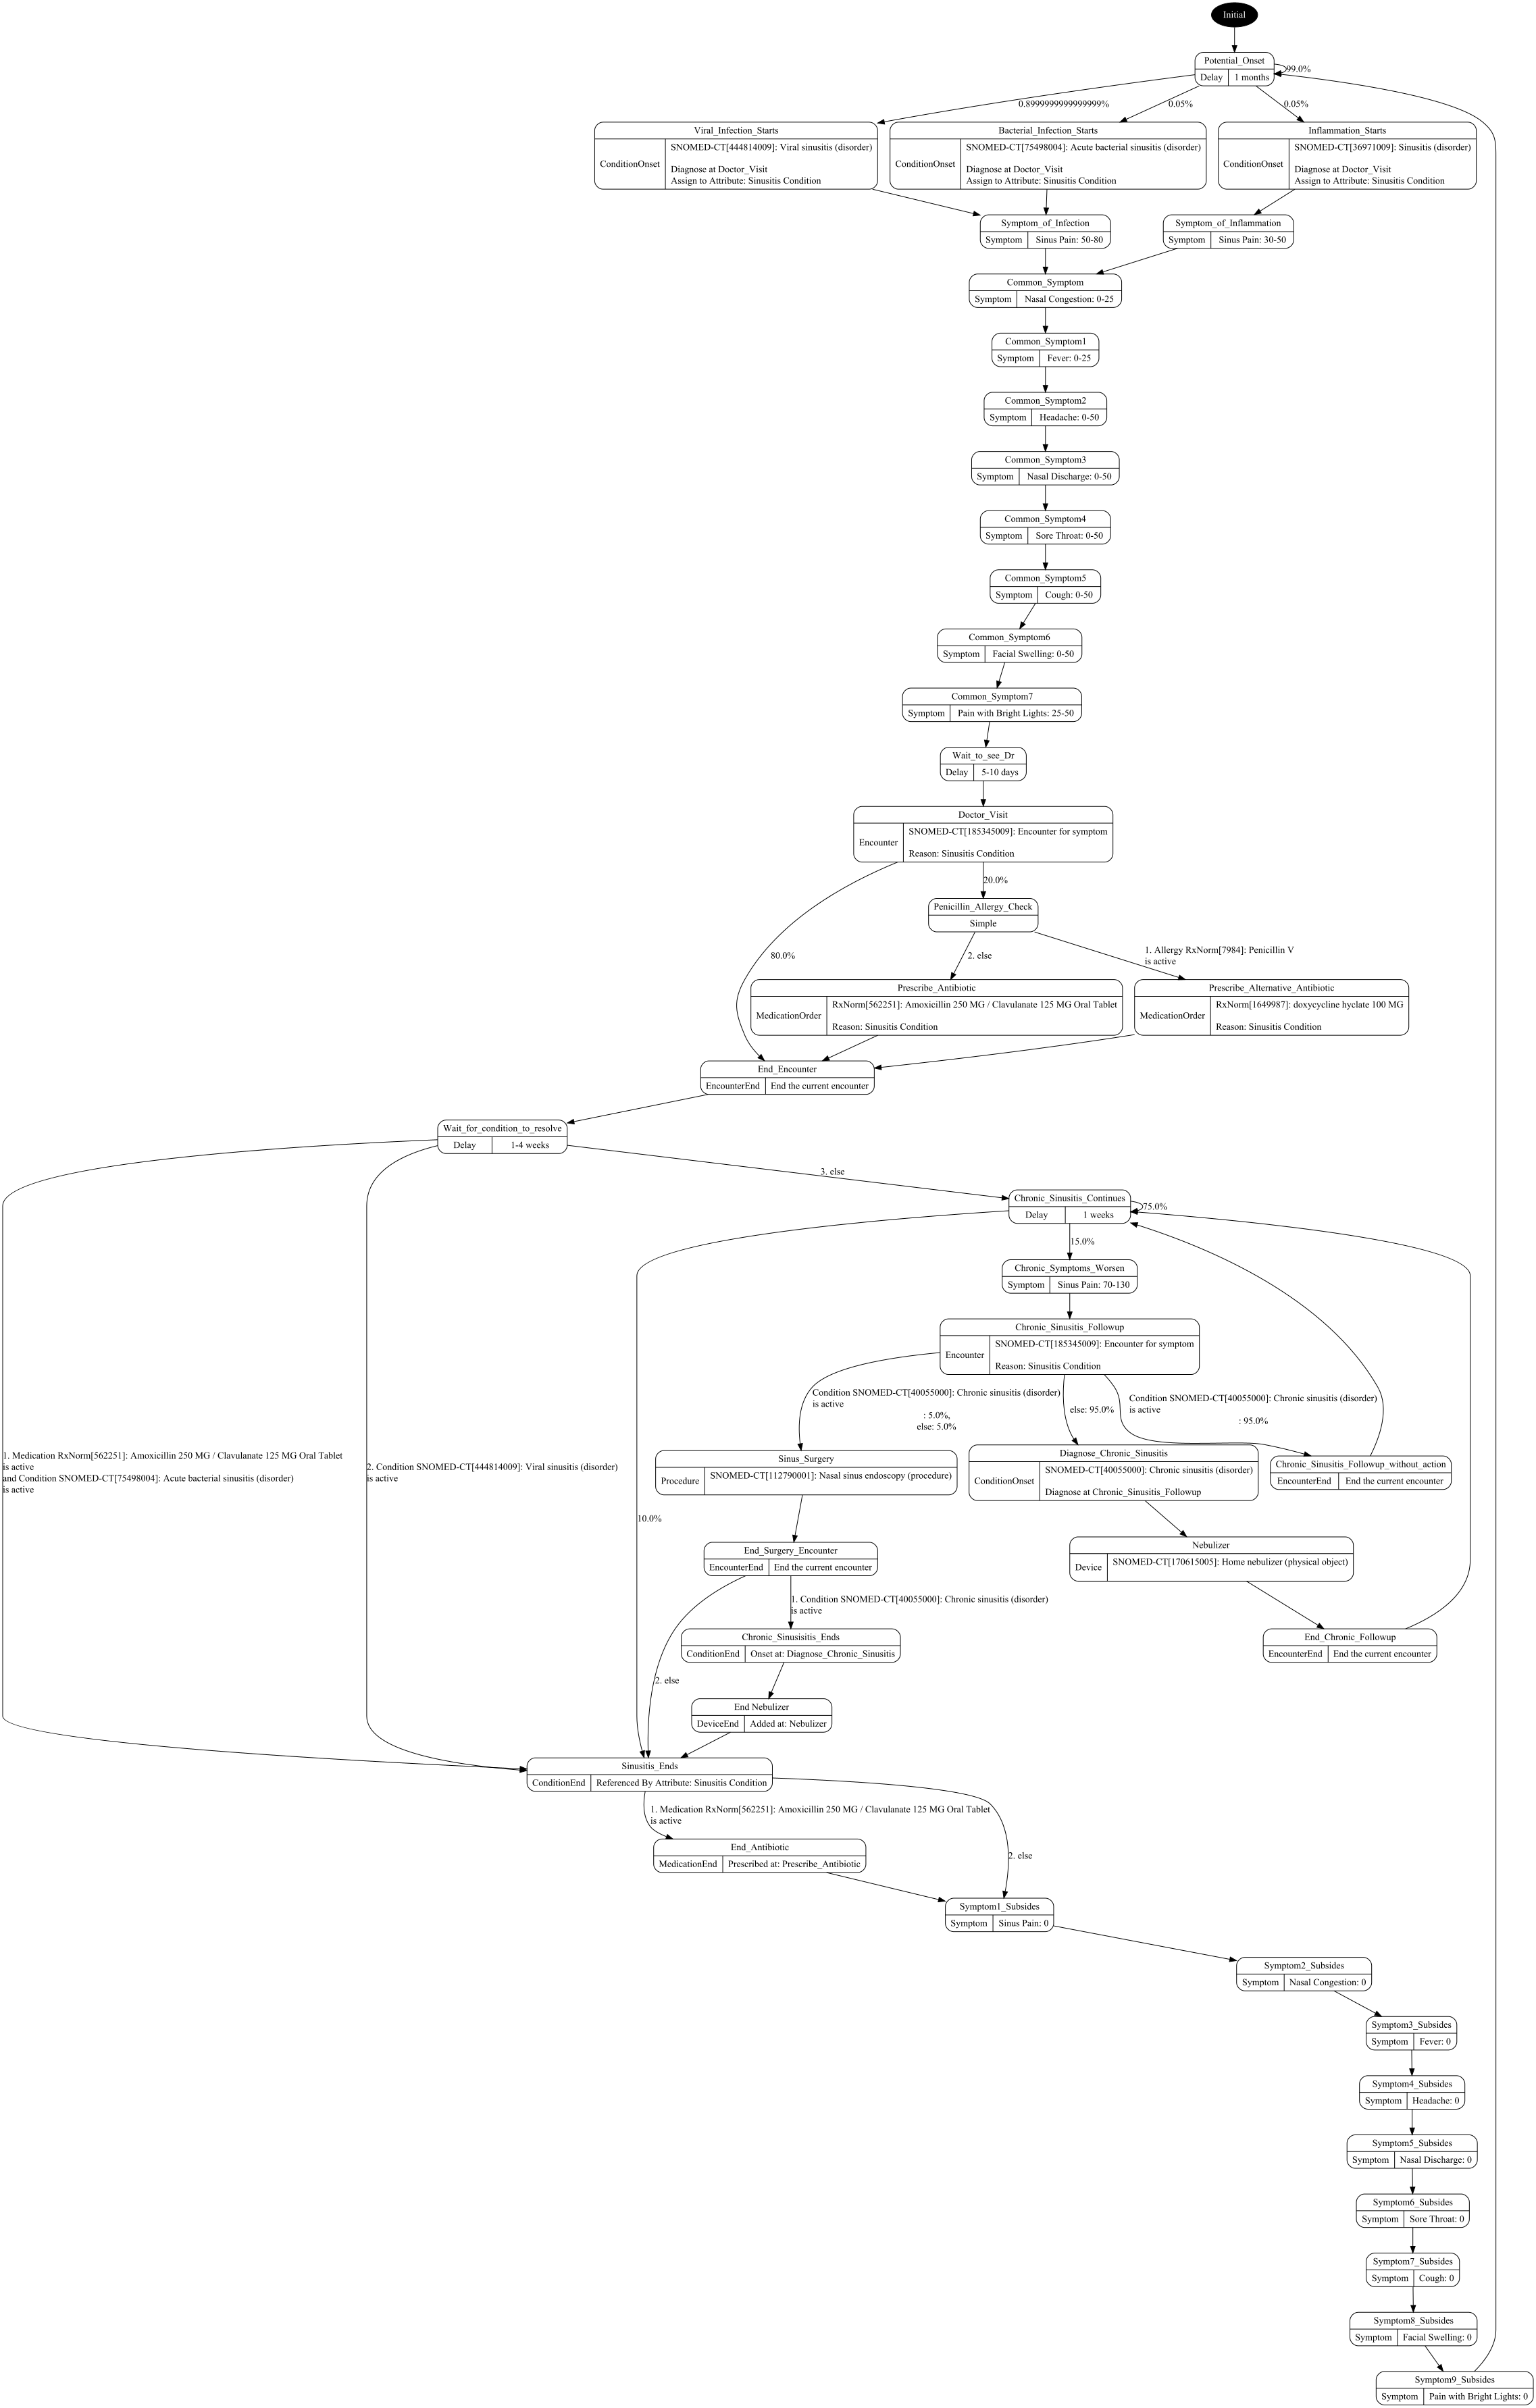 Initial
Potential_Onset
Delay 1 months
99.0%
0.8999999999999999%
0.05%
0.05%
Viral_Infection_Starts
ConditionOnset
SNOMED-CT[444814009]: Viral sinusitis (disorder)
Diagnose at Doctor_Visit
Assign to Attribute: Sinusitis Condition
Bacterial_Infection_Starts
ConditionOnset
SNOMED-CT[75498004]: Acute bacterial sinusitis (disorder)
Diagnose at Doctor_Visit
Assign to Attribute: Sinusitis Condition
Inflammation_Starts
ConditionOnset
SNOMED-CT[36971009]: Sinusitis (disorder)
Diagnose at Doctor_Visit
Assign to Attribute: Sinusitis Condition
Symptom_of_Infection
Symptom Sinus Pain: 50-80
Symptom_of_Inflammation
Symptom Sinus Pain: 30-50
Common_Symptom
Symptom Nasal Congestion: 0-25
Common_Symptom1
Symptom Fever: 0-25
Common_Symptom2
Symptom Headache: 0-50
Common_Symptom3
Symptom Nasal Discharge: 0-50
Common_Symptom4
Symptom Sore Throat: 0-50
Common_Symptom5
Symptom Cough: 0-50
Common_Symptom6
Symptom Facial Swelling: 0-50
Common_Symptom7
Symptom Pain with Bright Lights: 25-50
Wait_to_see_Dr
Delay 5-10 days
Doctor_Visit
Encounter
SNOMED-CT[185345009]: Encounter for symptom
Reason: Sinusitis Condition
20.0%
80.0%
Penicillin_Allergy_Check
Simple
2. else
1. Allergy RxNorm[7984]: Penicillin V
is active
Prescribe_Antibiotic
MedicationOrder
RxNorm[562251]: Amoxicillin 250 MG / Clavulanate 125 MG Oral Tablet
Reason: Sinusitis Condition
Prescribe_Alternative_Antibiotic
MedicationOrder
RxNorm[1649987]: doxycycline hyclate 100 MG
Reason: Sinusitis Condition
End_Encounter
EncounterEnd End the current encounter
Wait_for_condition_to_resolve
Delay 1-4 weeks
3. else
Chronic_Sinusitis_Continues
Delay 1 weeks
75.0%
15.0%
Chronic_Symptoms_Worsen
Symptom Sinus Pain: 70-130
Chronic_Sinusitis_Followup
Encounter
SNOMED-CT[185345009]: Encounter for symptom
Reason: Sinusitis Condition
Condition SNOMED-CT[40055000]: Chronic sinusitis (disorder)
is active
: 5.0%,
else: 5.0%
else: 95.0%
Condition SNOMED-CT[40055000]: Chronic sinusitis (disorder)
is active
: 95.0%
1. Medication RxNorm[562251]: Amoxicillin 250 MG / Clavulanate 125 MG Oral Tablet
is active
and Condition SNOMED-CT[75498004]: Acute bacterial sinusitis (disorder)
is active
2. Condition SNOMED-CT[444814009]: Viral sinusitis (disorder)
is active
10.0%
Sinus_Surgery
Procedure
SNOMED-CT[112790001]: Nasal sinus endoscopy (procedure)
Diagnose_Chronic_Sinusitis
ConditionOnset
SNOMED-CT[40055000]: Chronic sinusitis (disorder)
Diagnose at Chronic_Sinusitis_Followup
Chronic_Sinusitis_Followup_without_action
EncounterEnd End the current encounter
End_Surgery_Encounter
EncounterEnd End the current encounter
Nebulizer
Device
SNOMED-CT[170615005]: Home nebulizer (physical object)
1. Condition SNOMED-CT[40055000]: Chronic sinusitis (disorder)
is active
2. else
Chronic_Sinusisitis_Ends
ConditionEnd Onset at: Diagnose_Chronic_Sinusitis
End_Chronic_Followup
EncounterEnd End the current encounter
End Nebulizer
DeviceEnd Added at: Nebulizer
Sinusitis_Ends
ConditionEnd Referenced By Attribute: Sinusitis Condition
1. Medication RxNorm[562251]: Amoxicillin 250 MG / Clavulanate 125 MG Oral Tablet
is active
2. else
End_Antibiotic
MedicationEnd Prescribed at: Prescribe_Antibiotic
Symptom1_Subsides
Symptom Sinus Pain: 0
Symptom2_Subsides
Symptom Nasal Congestion: 0
Symptom3_Subsides
Symptom Fever: 0
Symptom4_Subsides
Symptom Headache: 0
Symptom5_Subsides
Symptom Nasal Discharge: 0
Symptom6_Subsides
Symptom Sore Throat: 0
Symptom7_Subsides
Symptom Cough: 0
Symptom8_Subsides
Symptom Facial Swelling: 0
Symptom9_Subsides
Symptom Pain with Bright Lights: 0